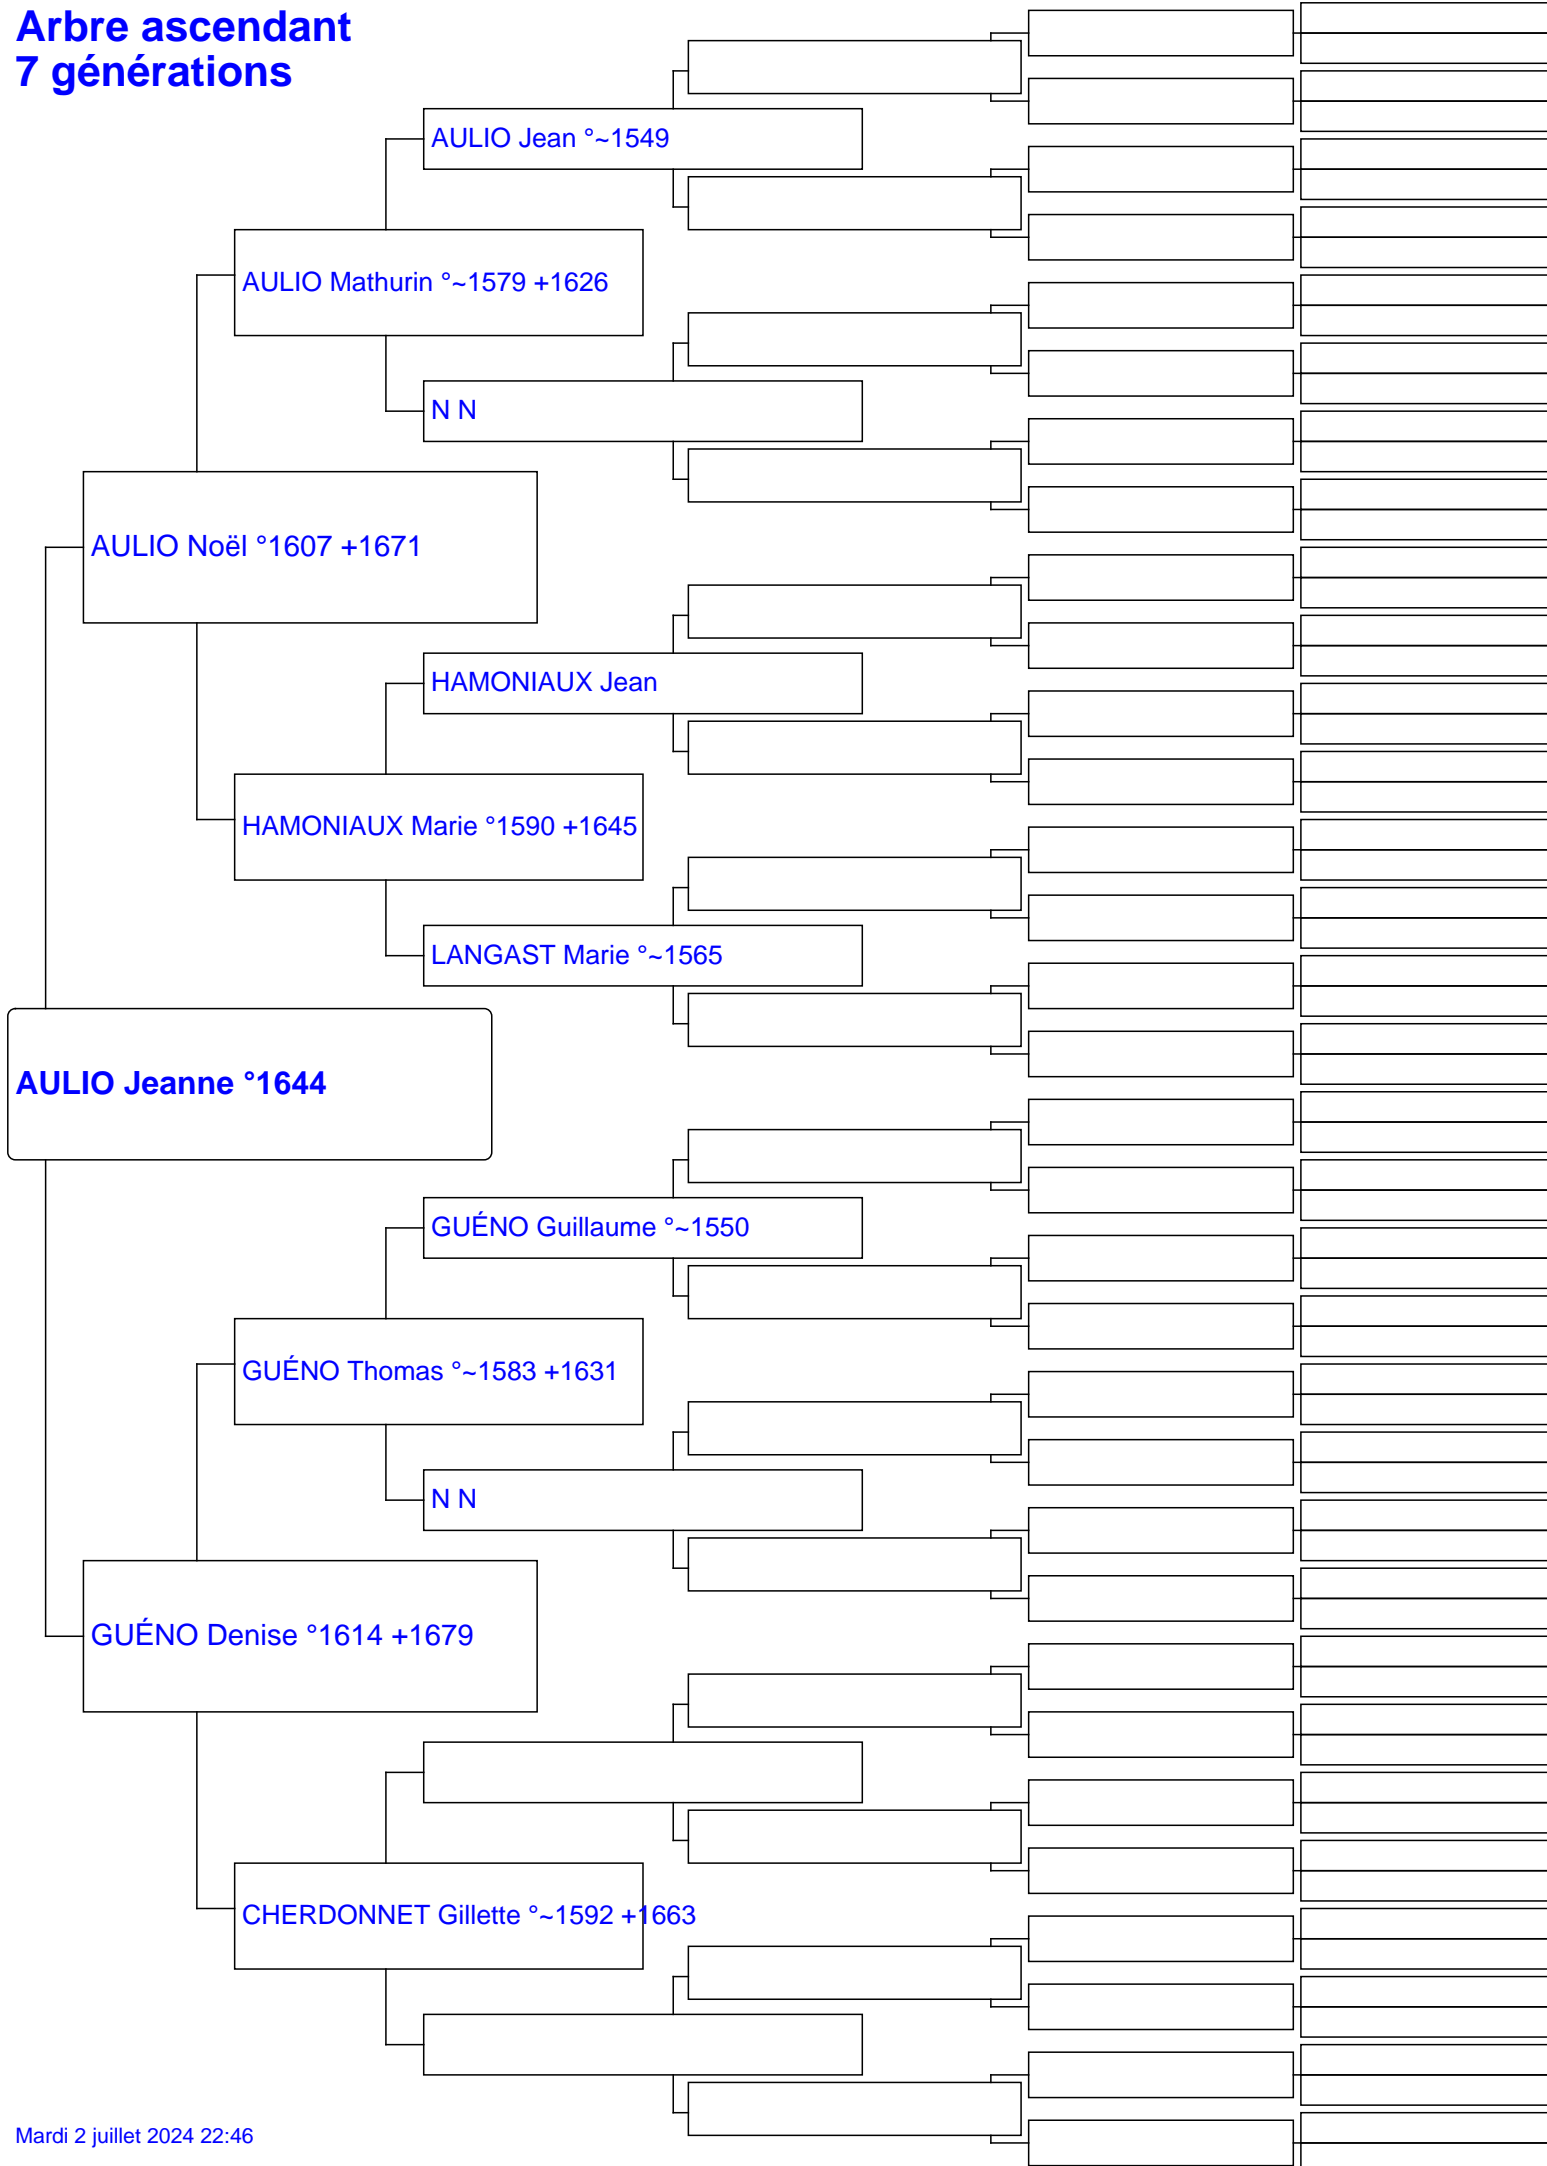 Arbre ascendant
7 générations
AULIO Jean °~1549
AULIO Mathurin °~1579 +1626
N N
AULIO Noël °1607 +1671
HAMONIAUX Jean
HAMONIAUX Marie °1590 +1645
LANGAST Marie °~1565
AULIO Jeanne °1644
GUÉNO Guillaume °~1550
GUÉNO Thomas °~1583 +1631
N N
GUÉNO Denise °1614 +1679
CHERDONNET Gillette °~1592 +1663
Mardi 2 juillet 2024 22:46